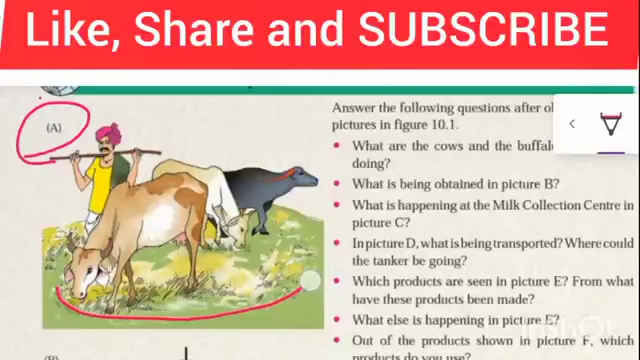 Like, Share and SUBSCRIBE
(A)
Answer the following questions after
pictures in figure 10.1.
• What are the cows and the
doing?
• What is being obtained in picture B?
• What is happening at the Milk Collection Centre in
picture C?
• In picture D, what is being transported? Where could
the tanker be going?
• Which products are seen in picture E? From what
have these products been made?
• What else is happening in picture E?
• Out of the products shown in picture F, which
products do you use?
(B)